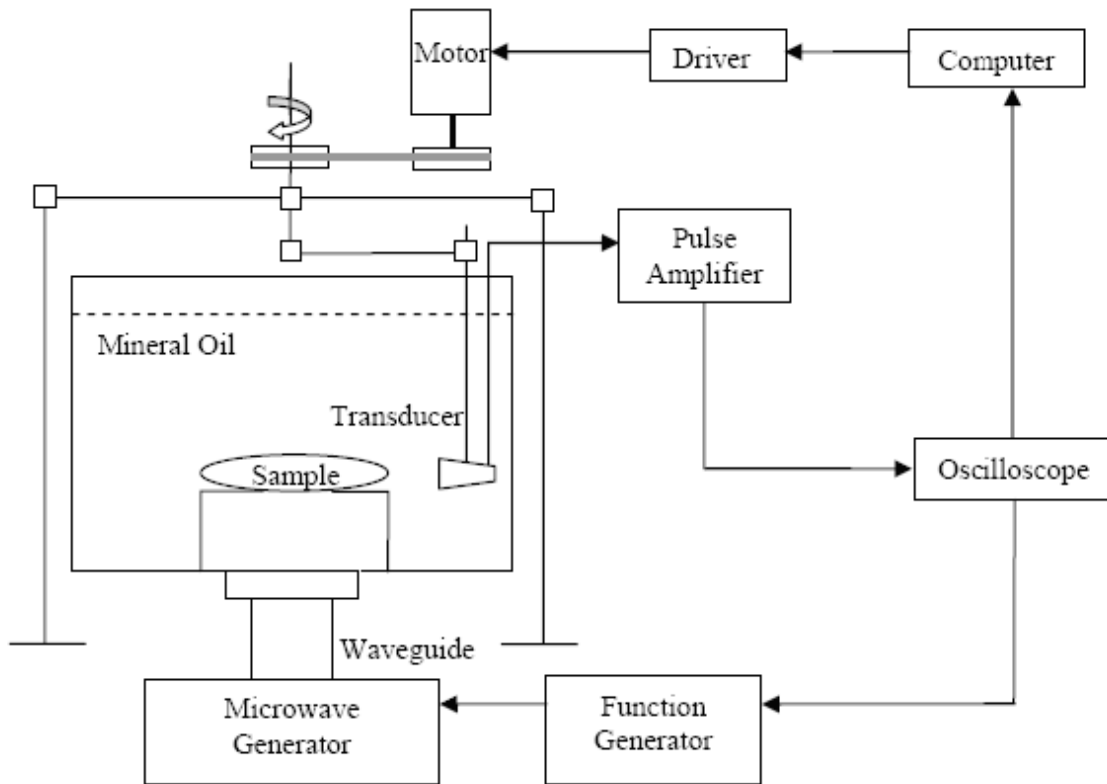 Motor
Driver
Computer
Pulse
Amplifier
Mineral Oil
Transducer
Sample
Oscilloscope
Waveguide
Microwave
Generator
Function
Generator